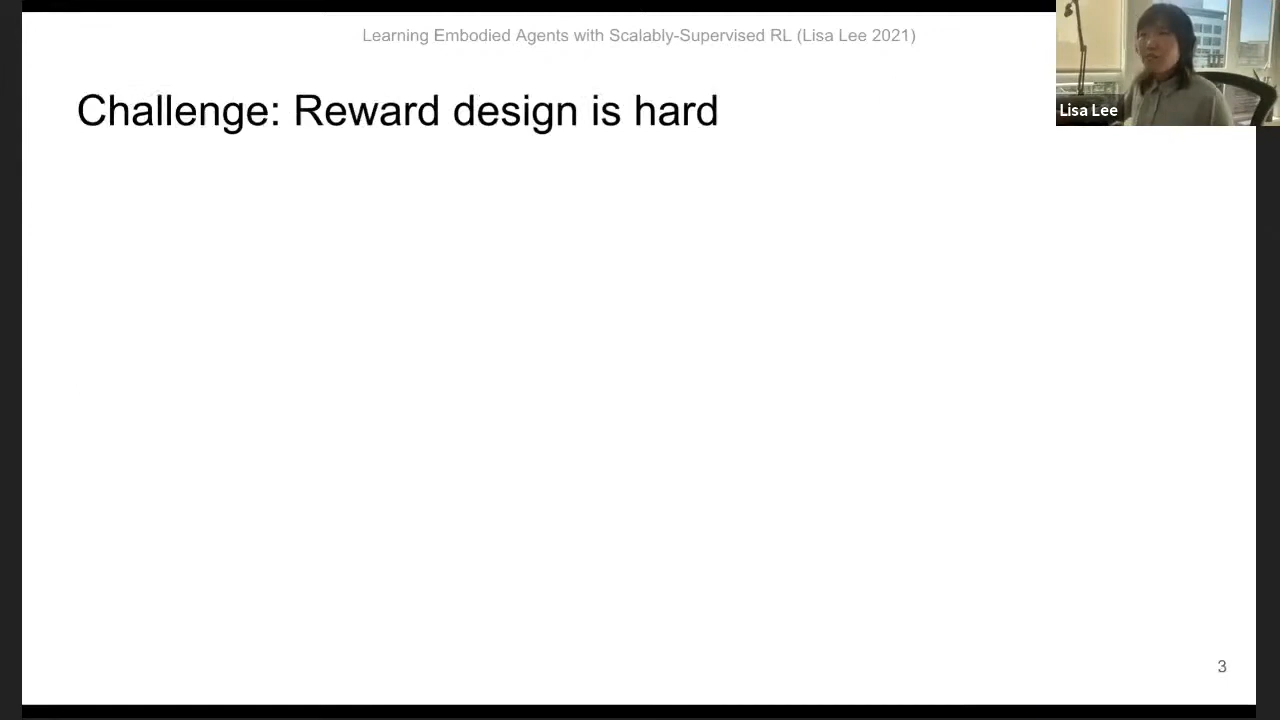 Learning Embodied Agents with Scalably-Supervised RL (Lisa Lee 2021)
Challenge: Reward design is hard
Lisa Lee
3